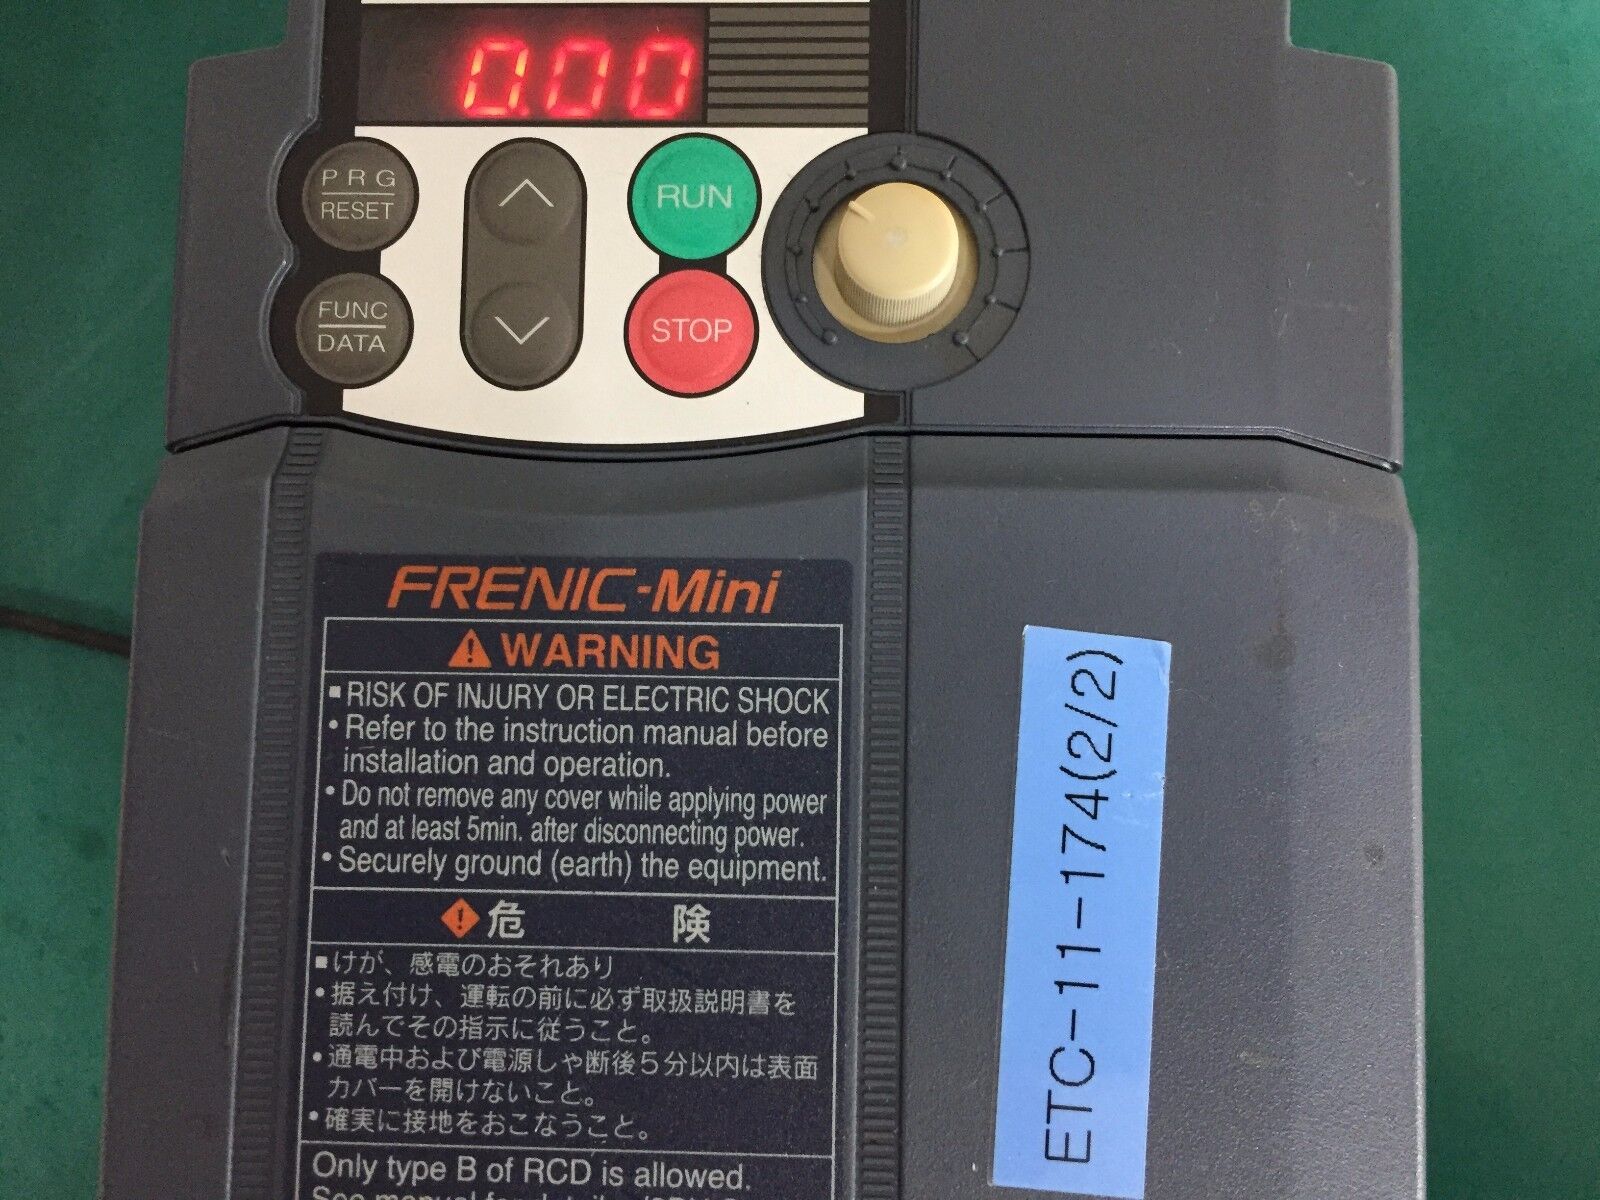 0.00
PRG
RESET
RUN
FUNC
DATA
STOP
FRENIC-Mini
WARNING
RISK OF INJURY OR ELECTRIC SHOCK
• Refer to the instruction manual before
installation and operation.
• Do not remove any cover while applying power
and at least 5min. after disconnecting power.
• Securely ground (earth) the equipment.
危 険
■けが、感電のおそれあり
• 据え付け、運転の前に必ず取扱説明書を
読んでその指示に従うこと。
• 通電中および電源しゃ断後5分以内は表面
カバーを開けないこと。
• 確実に接地をおこなうこと。
Only type B of RCD is allowed.
See manual for details
ETC-11-174(2/2)